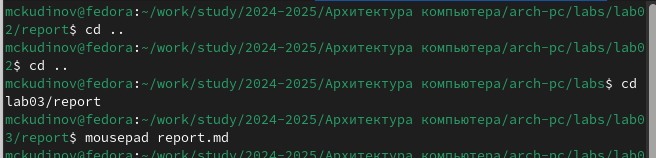 mckudinov@fedora:~/work/study/2024-2025/Архитектура компьютера/arch-pc/labs/lab0
2/report$ cd ..
mckudinov@fedora:~/work/study/2024-2025/Архитектура компьютера/arch-pc/labs/lab0
2$ cd ..
mckudinov@fedora:~/work/study/2024-2025/Архитектура компьютера/arch-pc/labs$ cd
lab03/report
mckudinov@fedora:~/work/study/2024-2025/Архитектура компьютера/arch-pc/labs/lab0
3/report$ mousepad report.md
mckudinov@fedora:~/work/study/2024-2025/Архитектура компьютера/arch-pc/labs/lab0